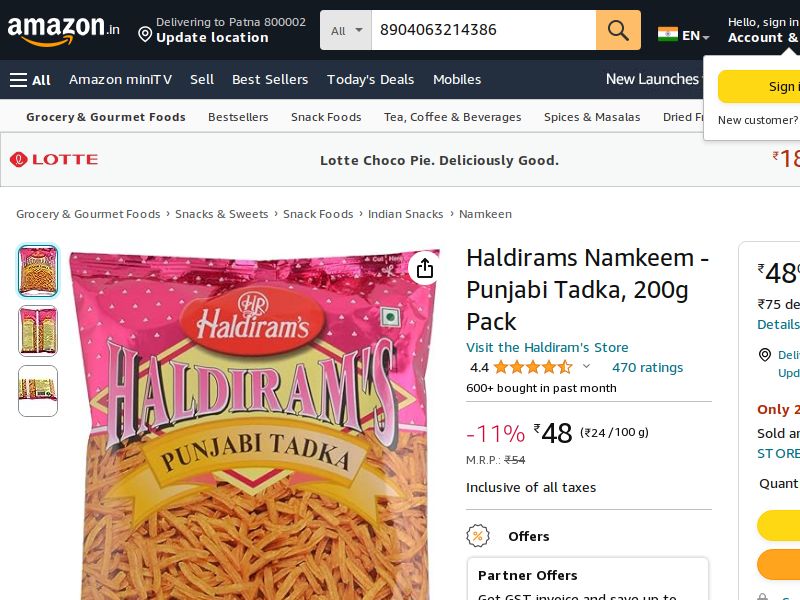 amazon.in
Delivering to Patna 800002
Update location
All
8904063214386
EN
Hello, sign in
Account &
All
Amazon miniTV
Sell
Best Sellers
Today's Deals
Mobiles
New Launches
Sign i
New customer?
Grocery & Gourmet Foods
Bestsellers
Snack Foods
Tea, Coffee & Beverages
Spices & Masalas
Dried F
LOTTE
Lotte Choco Pie. Deliciously Good.
₹18
Grocery & Gourmet Foods › Snacks & Sweets › Snack Foods › Indian Snacks › Namkeen
Cut Here
HR
Haldiram's
HALDIRAM'S
PUNJABI TADKA
Haldirams Namkeem -
Punjabi Tadka, 200g
Pack
Visit the Haldiram's Store
4.4
470 ratings
600+ bought in past month
-11% ₹48 (₹24 /100 g)
M.R.P.: ₹54
Inclusive of all taxes
Offers
Partner Offers
Get GST invoice and save up to
₹48
₹75 de
Details
Deli
Upd
Only 2
Sold a
STORE
Quant